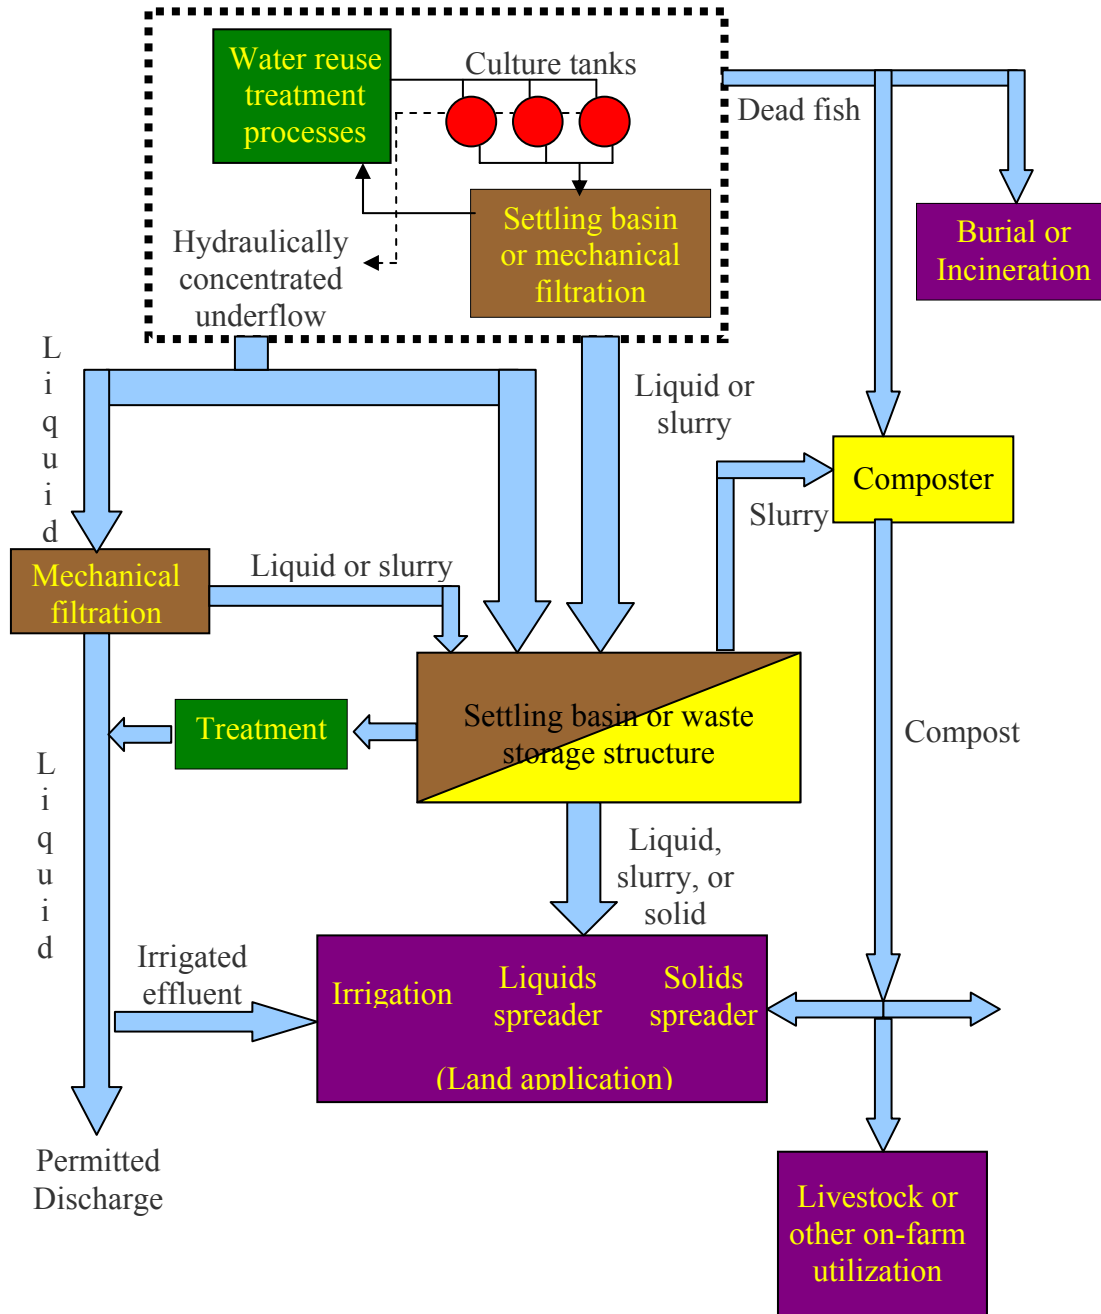 Water reuse
treatment
processes
Culture tanks
Dead fish
Settling basin
or mechanical
filtration
Burial or
Incineration
Hydraulically
concentrated
underflow
Liquid
Liquid or
slurry
Composter
Slurry
Liquid or slurry
Mechanical
filtration
Treatment
Settling basin or waste
storage structure
Compost
Liquid
Liquid,
slurry, or
solid
Irrigated
effluent
Irrigation
Liquids
spreader
Solids
spreader
(Land application)
Permitted
Discharge
Livestock or
other on-farm
utilization